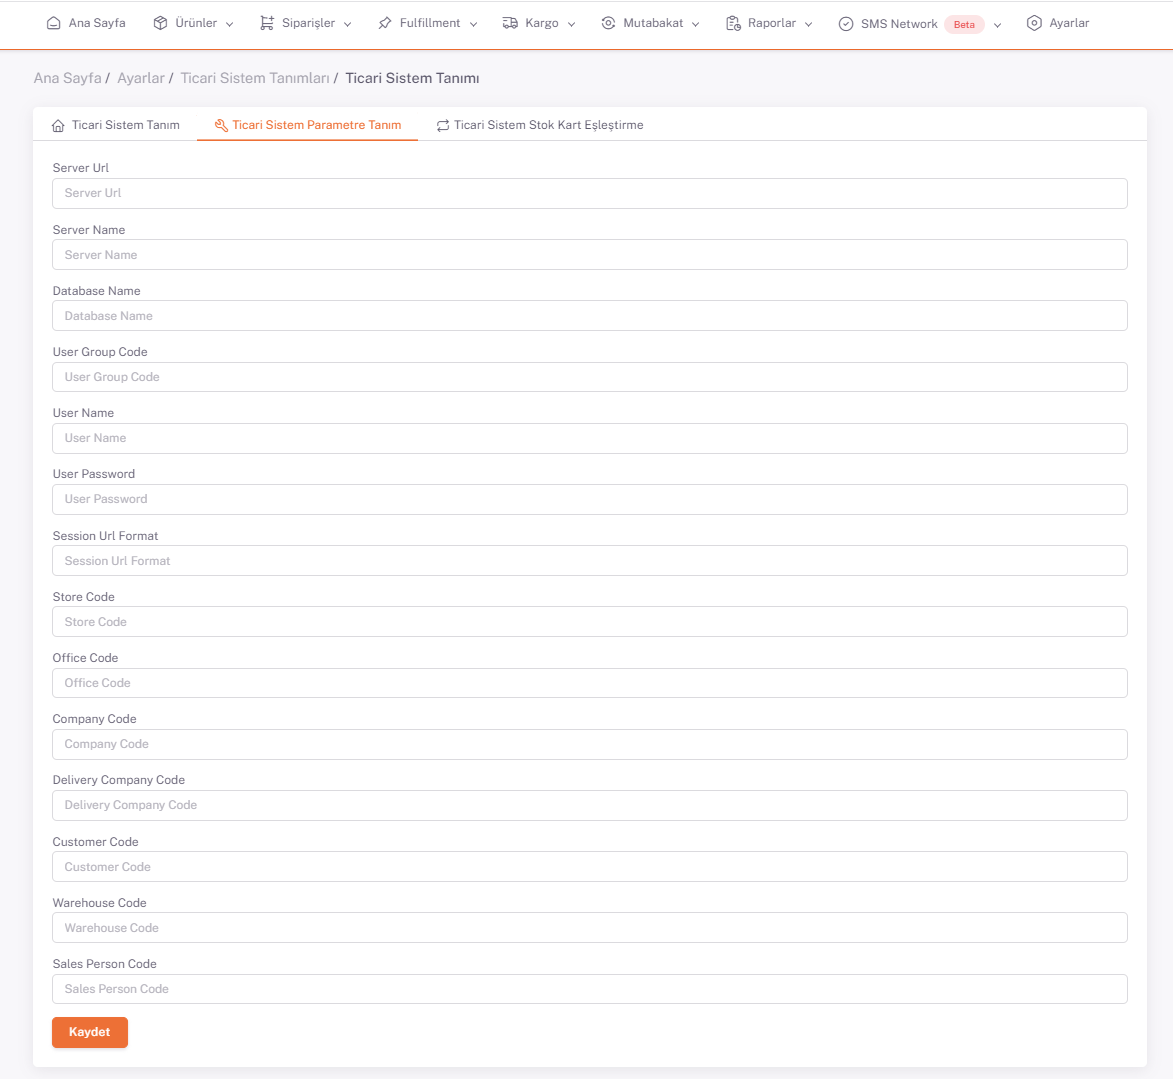 Ana Sayfa Ürünler Siparişler Fulfillment Kargo Mutabakat Raporlar SMS Network Beta Ayarlar
Ana Sayfa / Ayarlar / Ticari Sistem Tanımları / Ticari Sistem Tanımı
Ticari Sistem Tanım Ticari Sistem Parametre Tanım Ticari Sistem Stok Kart Eşleştirme
Server Url
Server Url
Server Name
Server Name
Database Name
Database Name
User Group Code
User Group Code
User Name
User Name
User Password
User Password
Session Url Format
Session Url Format
Store Code
Store Code
Office Code
Office Code
Company Code
Company Code
Delivery Company Code
Delivery Company Code
Customer Code
Customer Code
Warehouse Code
Warehouse Code
Sales Person Code
Sales Person Code
Kaydet